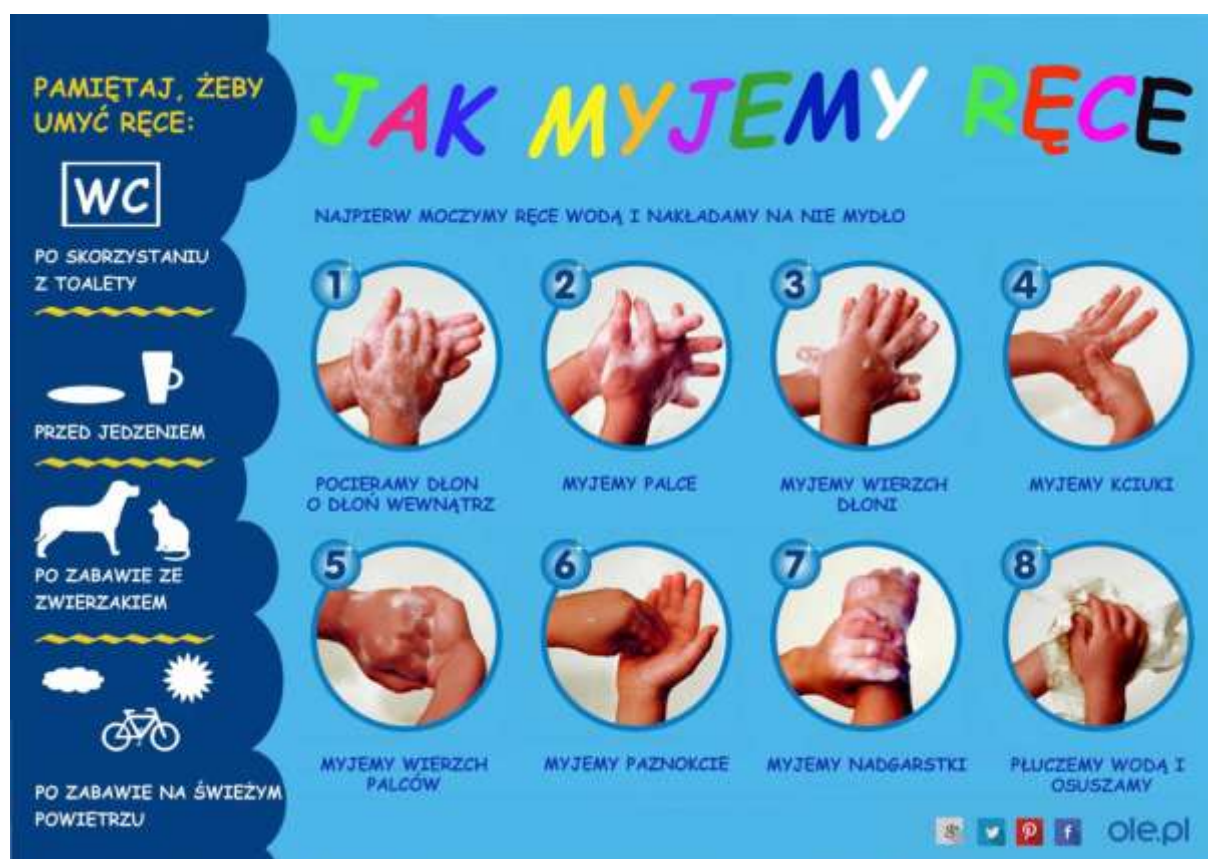 PAMIĘTAJ, ŻEBY
UMYĆ RĘCE:
WC
PO SKORZYSTANIU
Z TOALETY
PRZED JEDZENIEM
PO ZABAWIE ZE
ZWIERZAKIEM
PO ZABAWIE NA ŚWIEŻYM
POWIETRZU
JAK MYJEMY RĘCE
NAJPIERW MOCZYMY RĘCE WODĄ I NAKŁADAMY NA NIE MYDŁO
1
POCIERAMY DŁON
O DŁOŃ WEWNĄTRZ
2
MYJEMY PALCE
3
MYJEMY WIERZCH
DŁONI
4
MYJEMY KCIUKI
5
MYJEMY WIERZCH
PALCÓW
6
MYJEMY PAZNOKCIE
7
MYJEMY NADGARSTKI
8
PŁUCZEMY WODĄ I
OSUSZAMY
ole.pl